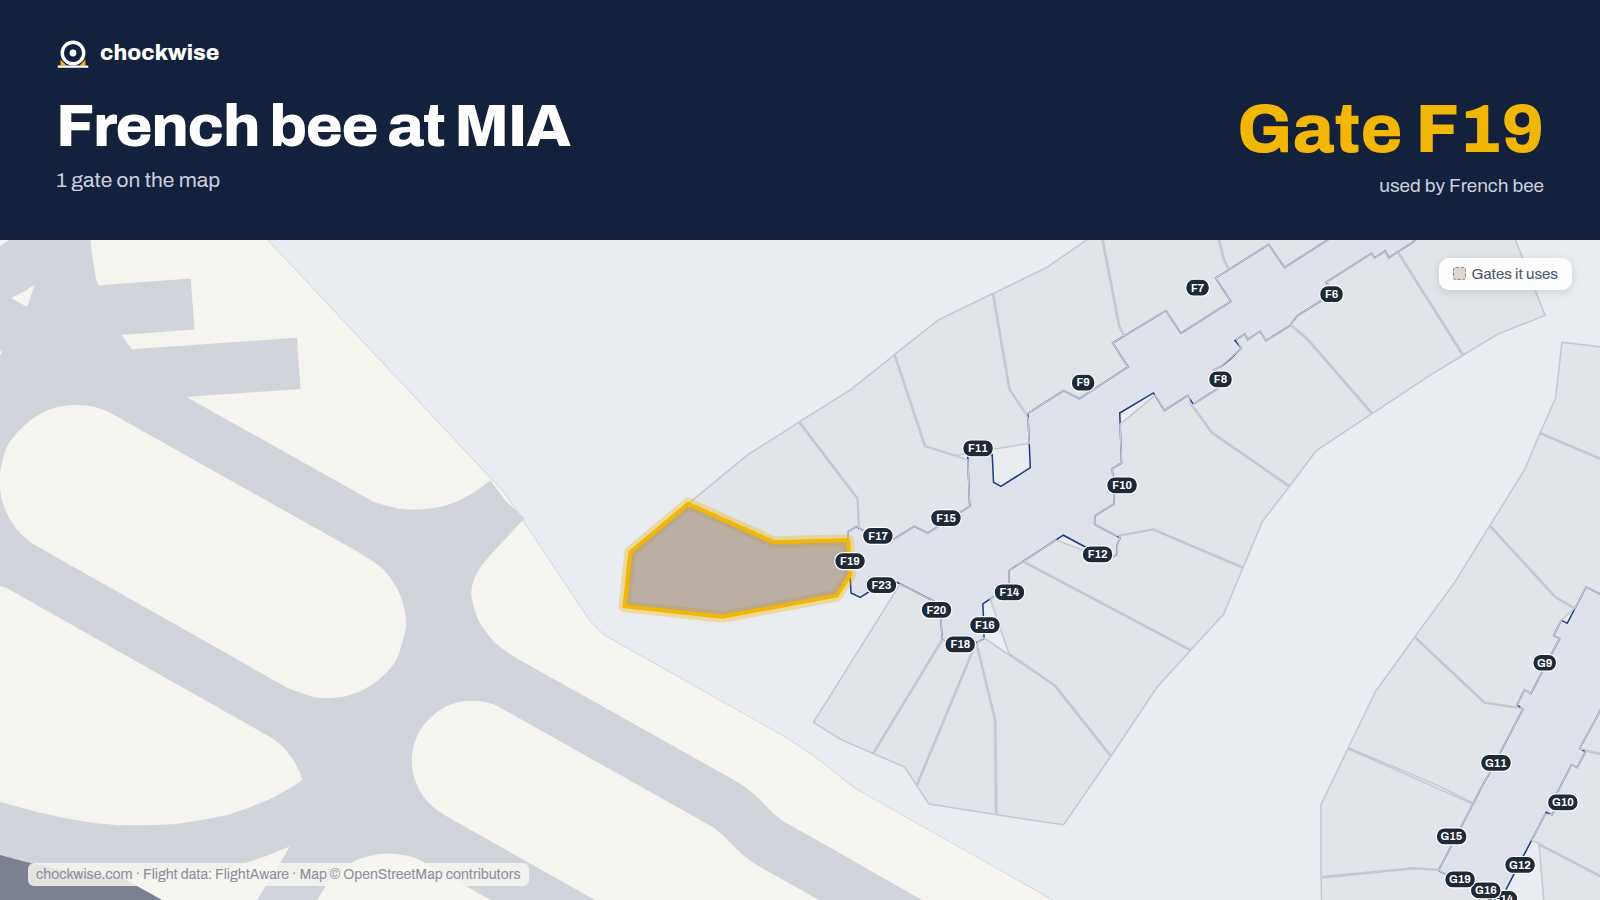 chockwise
French bee at MIA
1 gate on the map
Gate F19
used by French bee
Gates it uses
F7
F6
F9
F8
F11
F10
F15
F17
F12
F19
F23
F14
F20
F16
F18
G9
G11
G10
G15
G12
G19
G16
chockwise.com · Flight data: FlightAware · Map © OpenStreetMap contributors